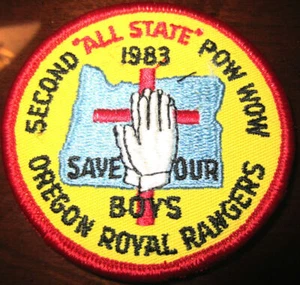 SECOND "ALL STATE" POW WOW
1983
SAVE OUR
BOYS
OREGON ROYAL RANGERS